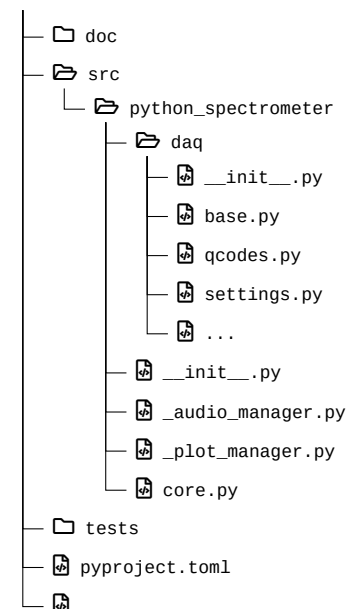 doc
src
python_spectrometer
daq
__init__.py
base.py
qcodes.py
settings.py
...
__init__.py
_audio_manager.py
_plot_manager.py
core.py
tests
pyproject.toml